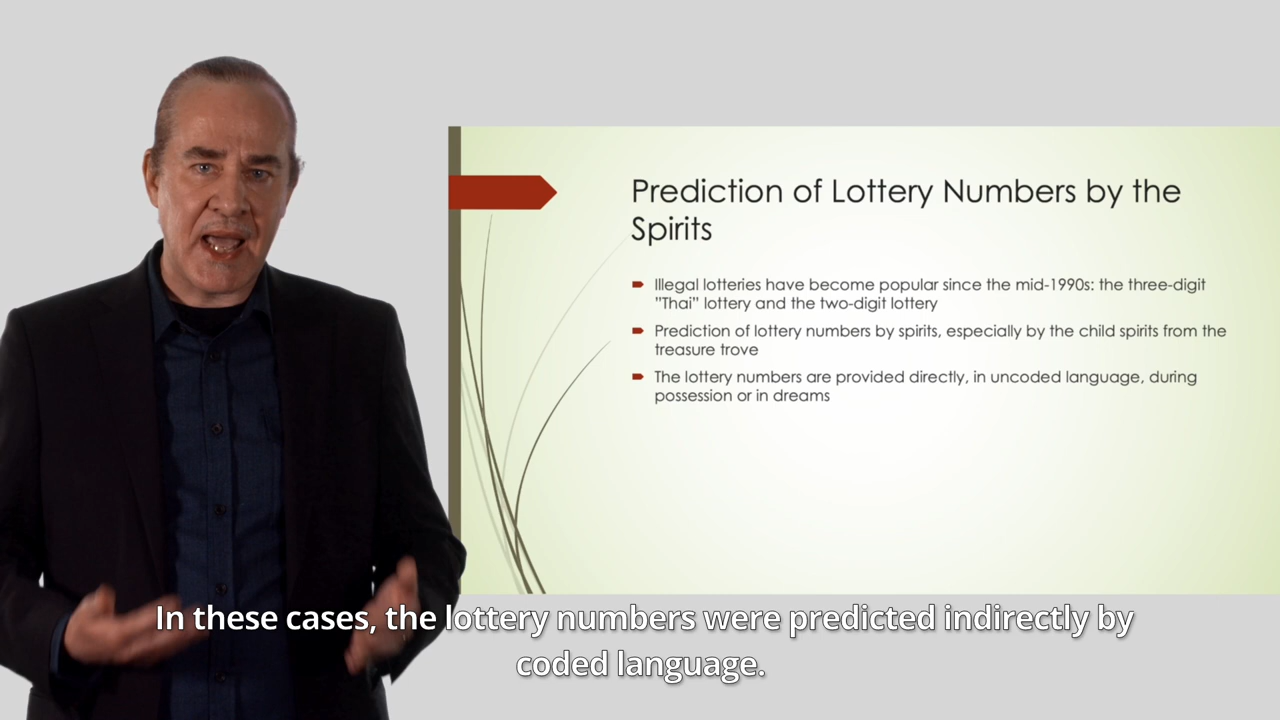 Prediction of Lottery Numbers by the
Spirits
Illegal lotteries have become popular since the mid-1990s: the three-digit
"Thai" lottery and the two-digit lottery
Prediction of lottery numbers by spirits, especially by the child spirits from the
treasure trove
The lottery numbers are provided directly, in uncoded language, during
possession or in dreams
In these cases, the lottery numbers were predicted indirectly by
coded language.